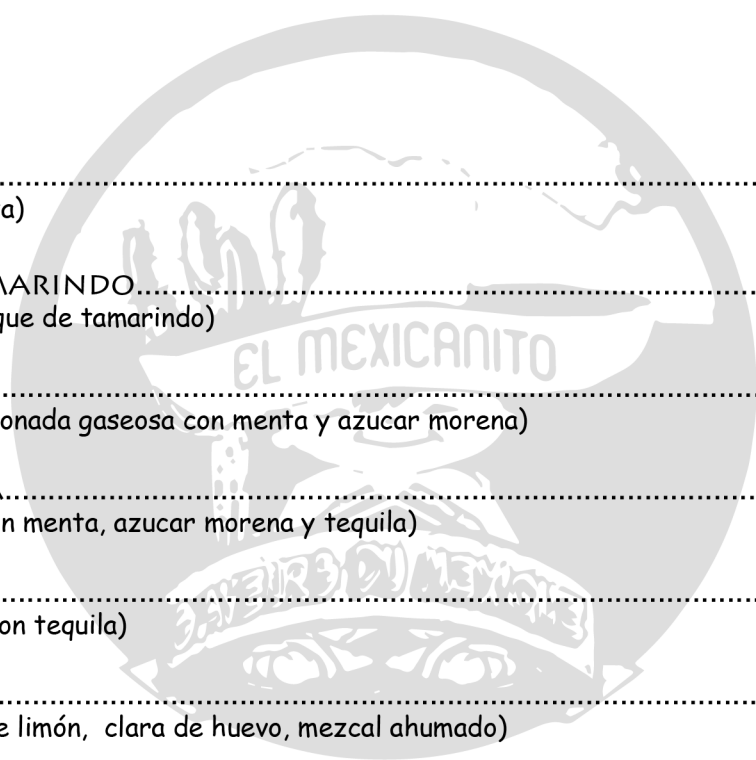 a)
MARINDO
que de tamarindo)
EL MEXICANITO
onada gaseosa con menta y azucar morena)
n menta, azucar morena y tequila)
on tequila)
e limón, clara de huevo, mezcal ahumado)